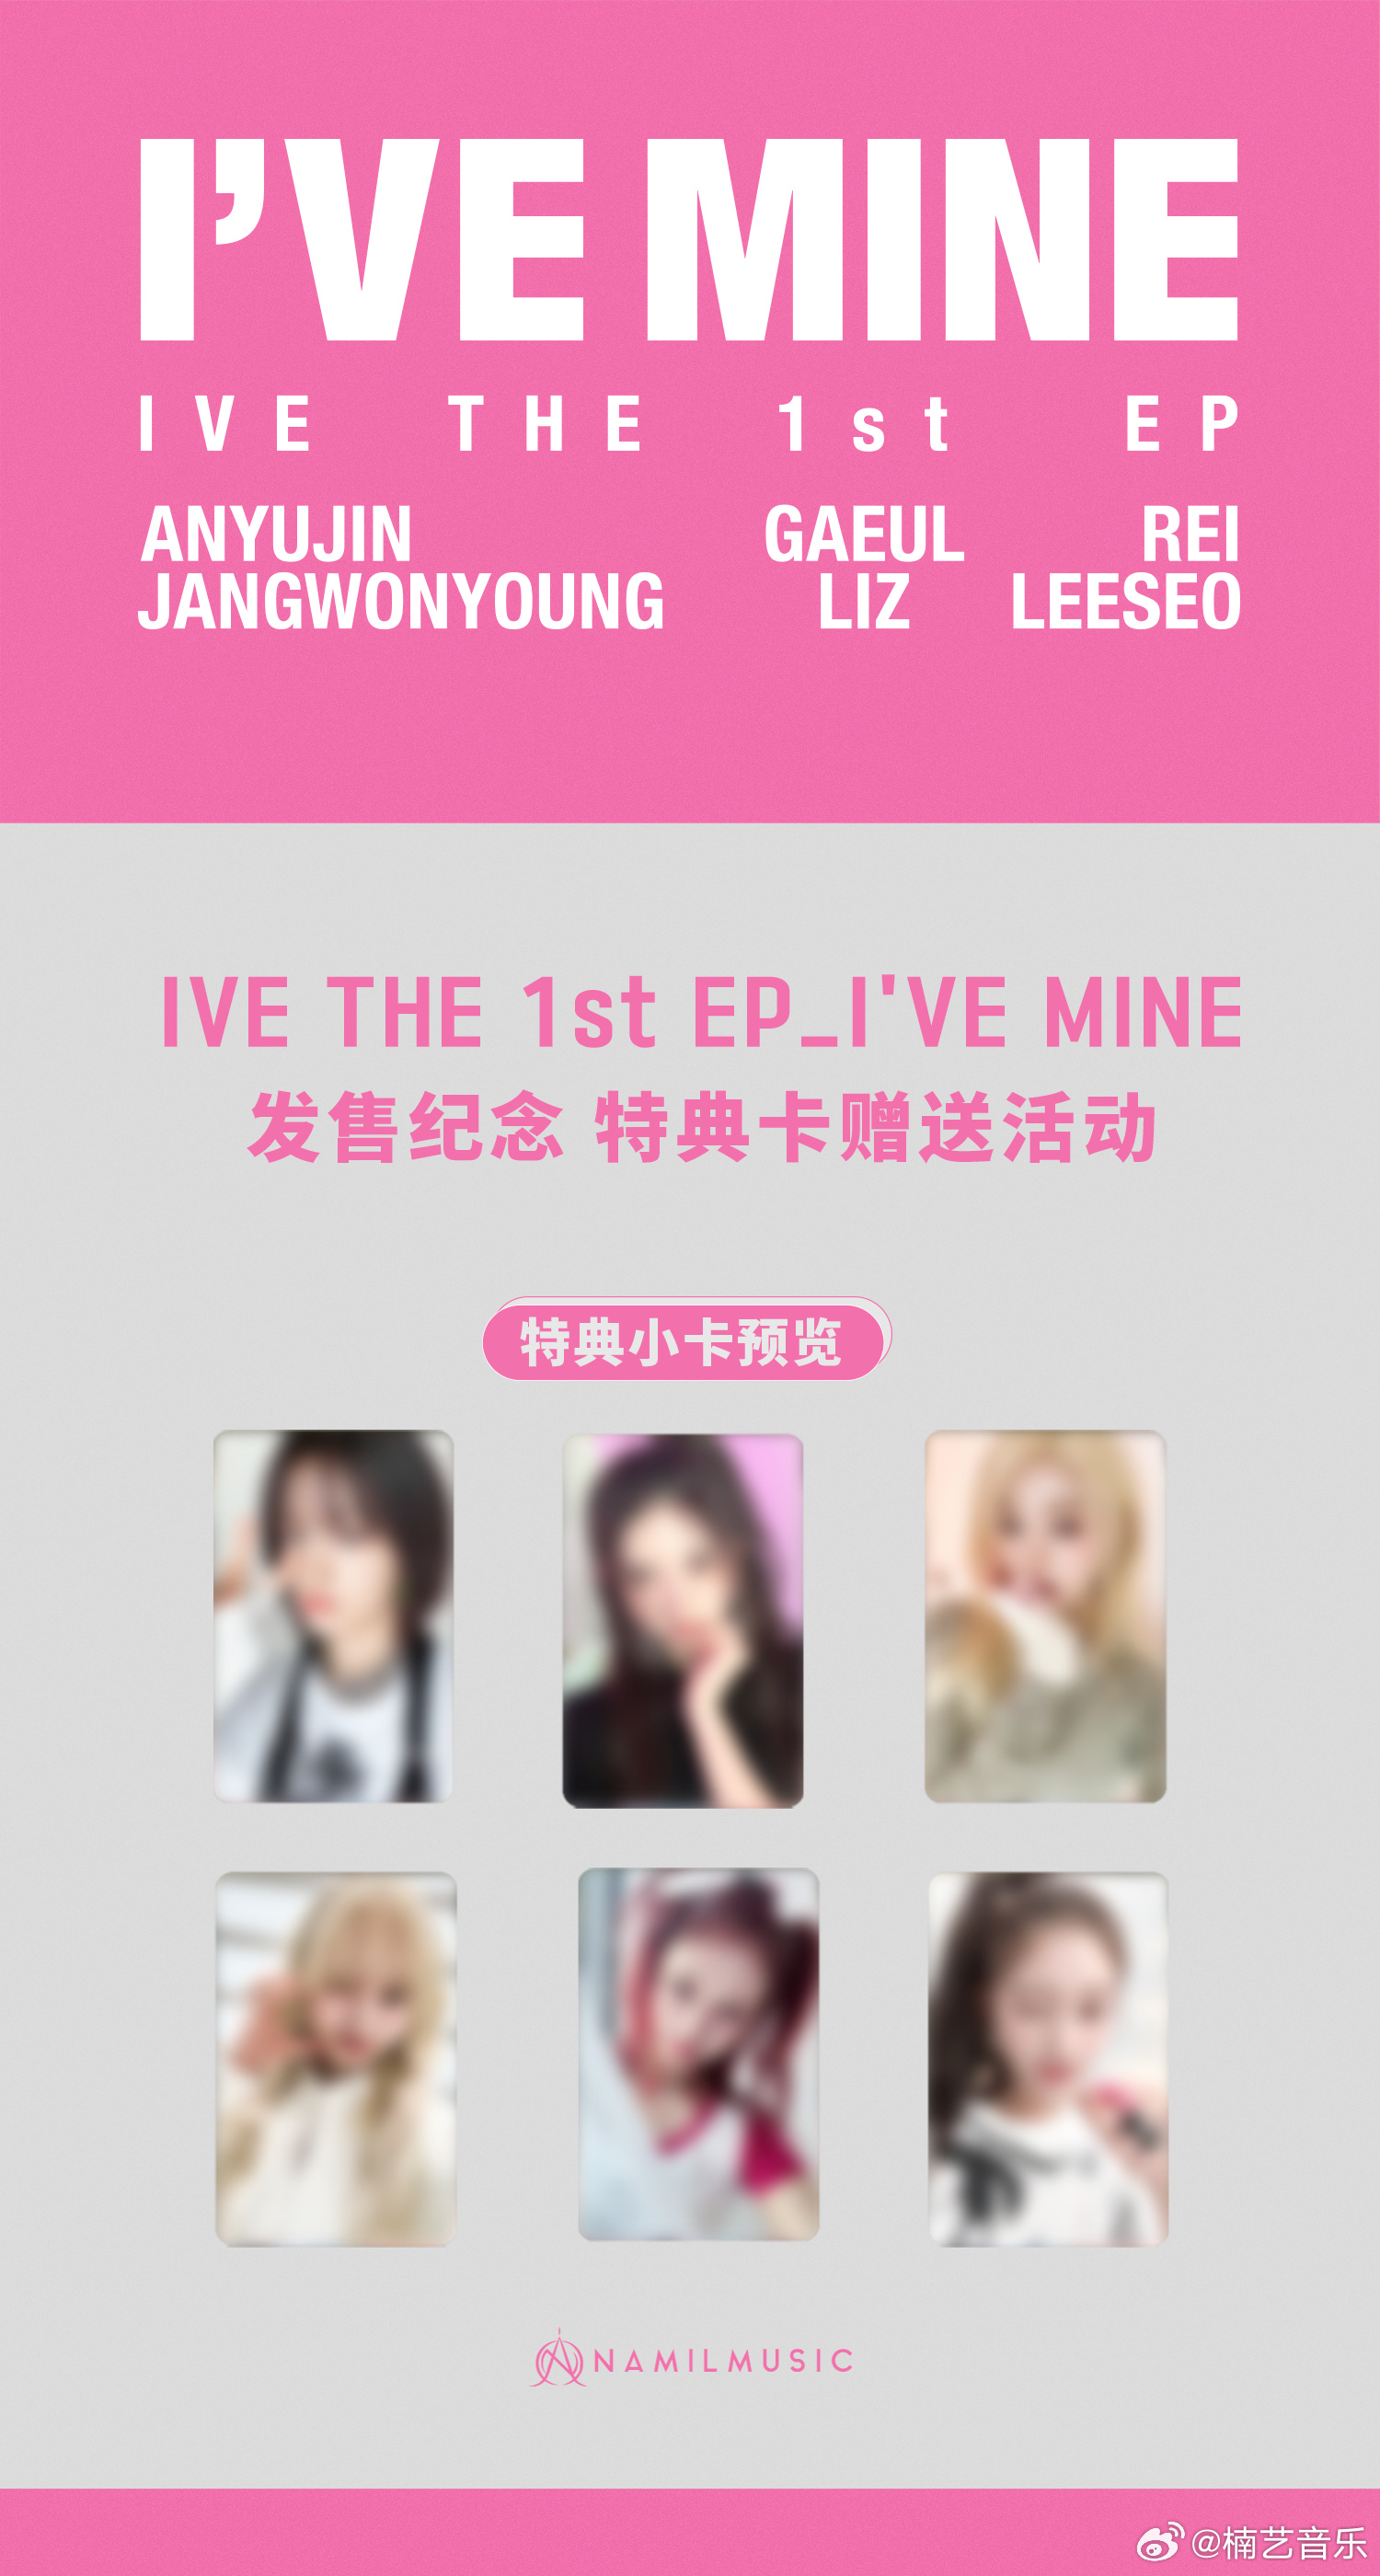 I'VE MINE
IVE THE 1st EP
ANYUJIN GAEUL REI
JANGWONYOUNG LIZ LEESEO
IVE THE 1st EP_I'VE MINE
发售纪念 特典卡赠送活动
特典小卡预览
NAMILMUSIC
@楠艺音乐